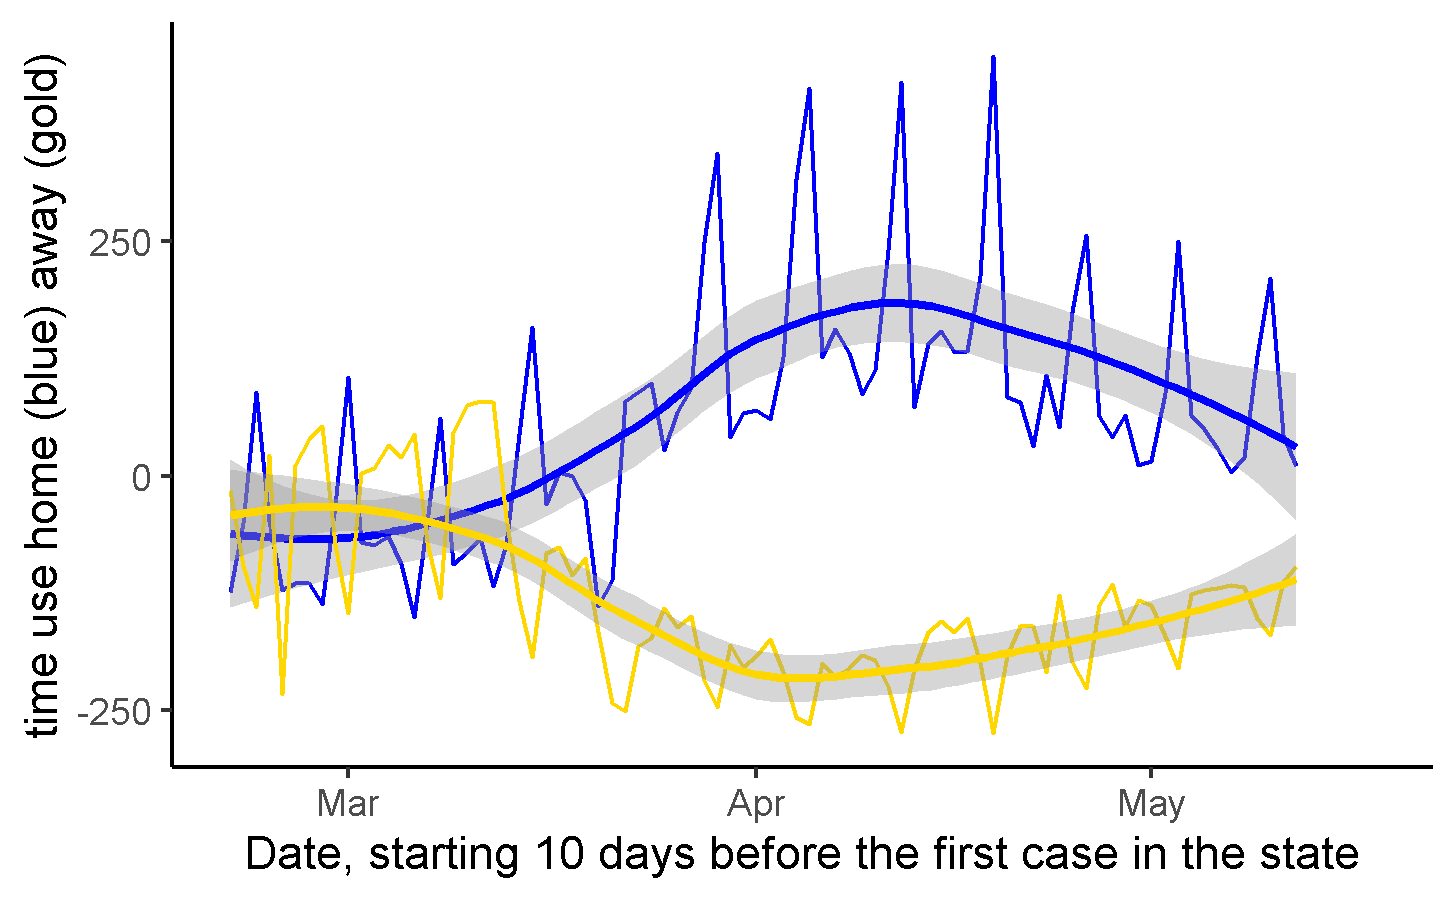 time use home (blue) away (gold)
250
0
-250
Mar
Apr
May
Date, starting 10 days before the first case in the state